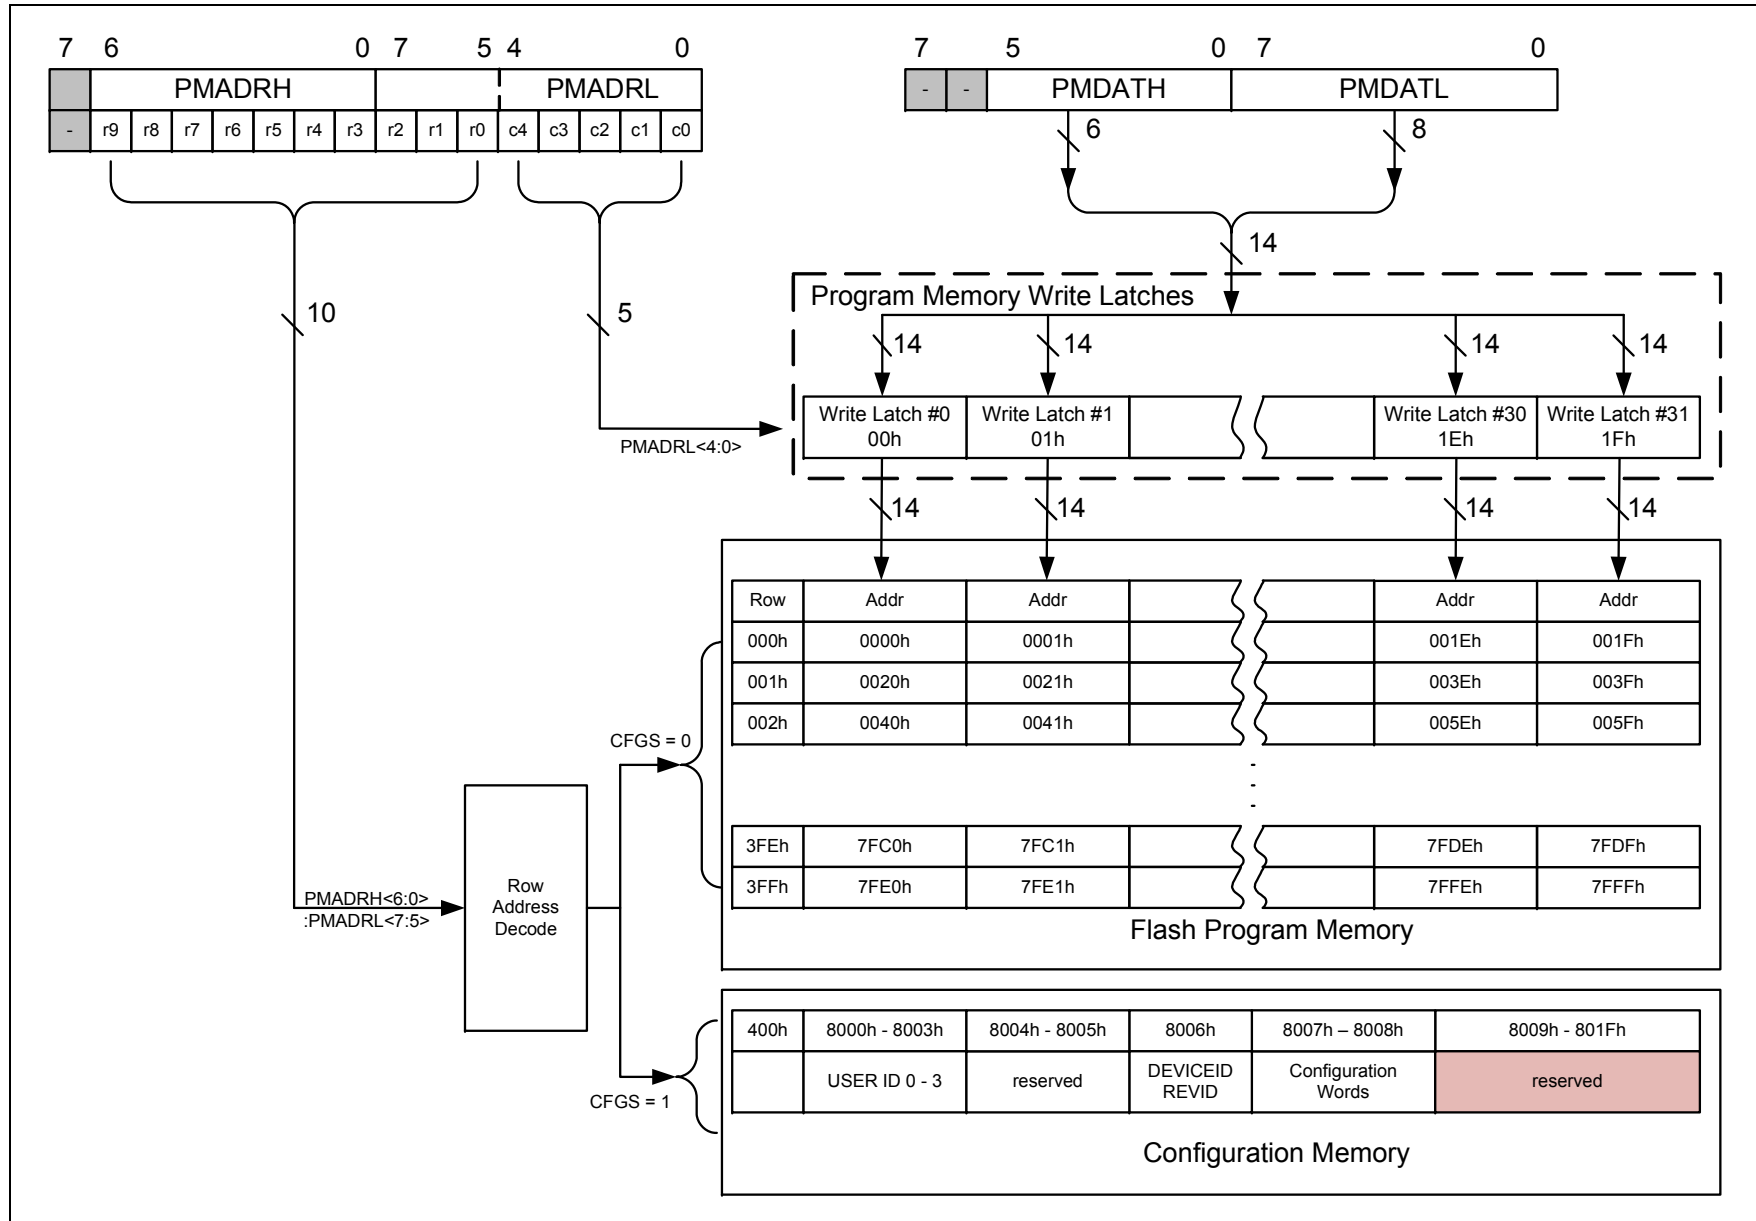 7 6 0 7 5 4 0
7 5 0 7 0
PMADRH PMADRL
- - PMDATH PMDATL
- r9 r8 r7 r6 r5 r4 r3 r2 r1 r0 c4 c3 c2 c1 c0
6 8
14
10 5
Program Memory Write Latches
14 14 14 14
Write Latch #0
00h
Write Latch #1
01h
Write Latch #30
1Eh
Write Latch #31
1Fh
PMADRL<4:0>
14 14 14 14
Row Addr Addr Addr Addr
000h 0000h 0001h 001Eh 001Fh
001h 0020h 0021h 003Eh 003Fh
002h 0040h 0041h 005Eh 005Fh
CFGS = 0
3FEh 7FC0h 7FC1h 7FDEh 7FDFh
3FFh 7FE0h 7FE1h 7FFEh 7FFFh
PMADRH<6:0>
:PMADRL<7:5>
Row
Address
Decode
Flash Program Memory
400h 8000h - 8003h 8004h - 8005h 8006h 8007h – 8008h 8009h - 801Fh
USER ID 0 - 3
reserved
DEVICEID
REVID
Configuration
Words
reserved
CFGS = 1
Configuration Memory